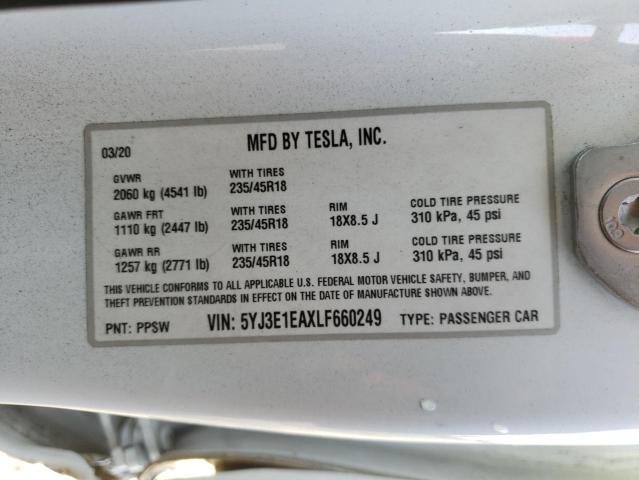 MFD BY TESLA, INC.
03/20
GVWR WITH TIRES
2060 kg (4541 lb) 235/45R18
GAWR FRT WITH TIRES RIM COLD TIRE PRESSURE
1110 kg (2447 lb) 235/45R18 18X8.5 J 310 kPa, 45 psi
GAWR RR WITH TIRES RIM COLD TIRE PRESSURE
1257 kg (2771 lb) 235/45R18 18X8.5 J 310 kPa, 45 psi
THIS VEHICLE CONFORMS TO ALL APPLICABLE U.S. FEDERAL MOTOR VEHICLE SAFETY, BUMPER, AND
THEFT PREVENTION STANDARDS IN EFFECT ON THE DATE OF MANUFACTURE SHOWN ABOVE.
PNT: PPSW VIN: 5YJ3E1EAXLF660249 TYPE: PASSENGER CAR